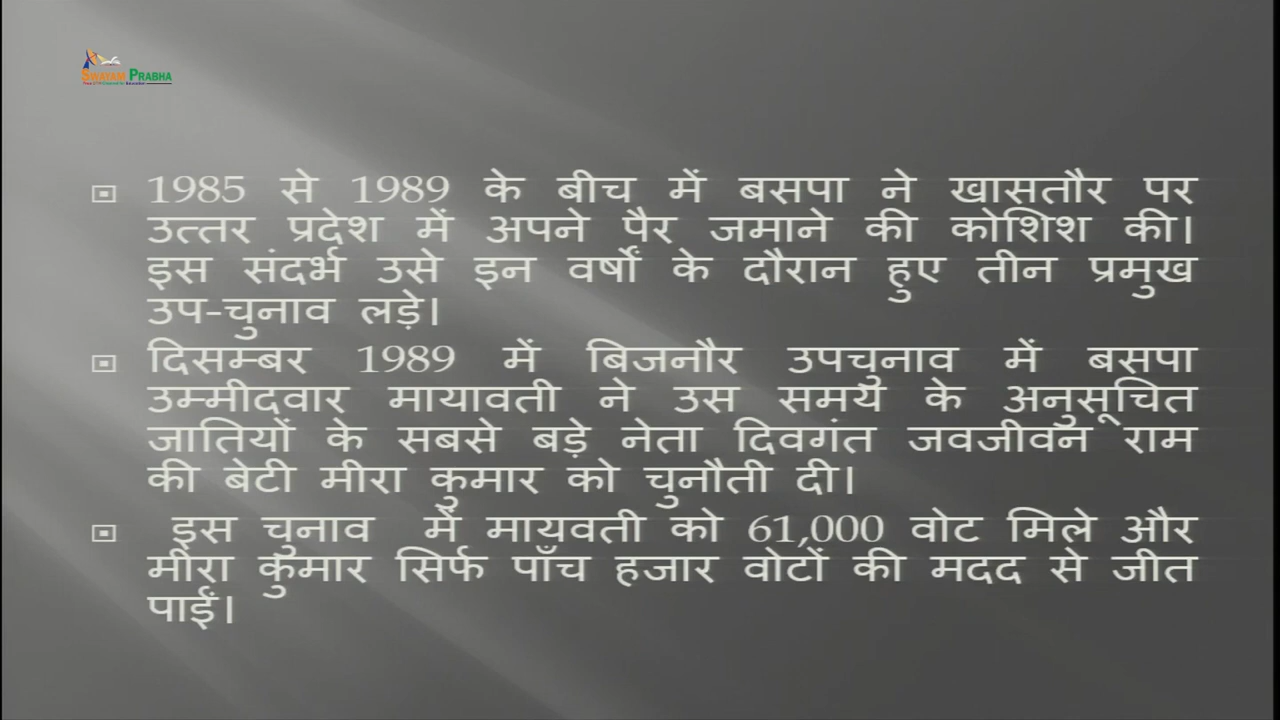 SWAYAM PRABHA
1985 से 1989 के बीच में बसपा ने खासतौर पर
उत्तर प्रदेश में अपने पैर जमाने की कोशिश की।
इस संदर्भ उसे इन वर्षों के दौरान हुए तीन प्रमुख
उप-चुनाव लड़े।
दिसम्बर 1989 में बिजनौर उपचुनाव में बसपा
उम्मीदवार मायावती ने उस समय के अनुसूचित
जातियों के सबसे बड़े नेता दिवगंत जवजीवन राम
की बेटी मीरा कुमार को चुनौती दी।
इस चुनाव में मायवती को 61,000 वोट मिले और
मीरा कुमार सिर्फ पाँच हजार वोटों की मदद से जीत
पाईं।